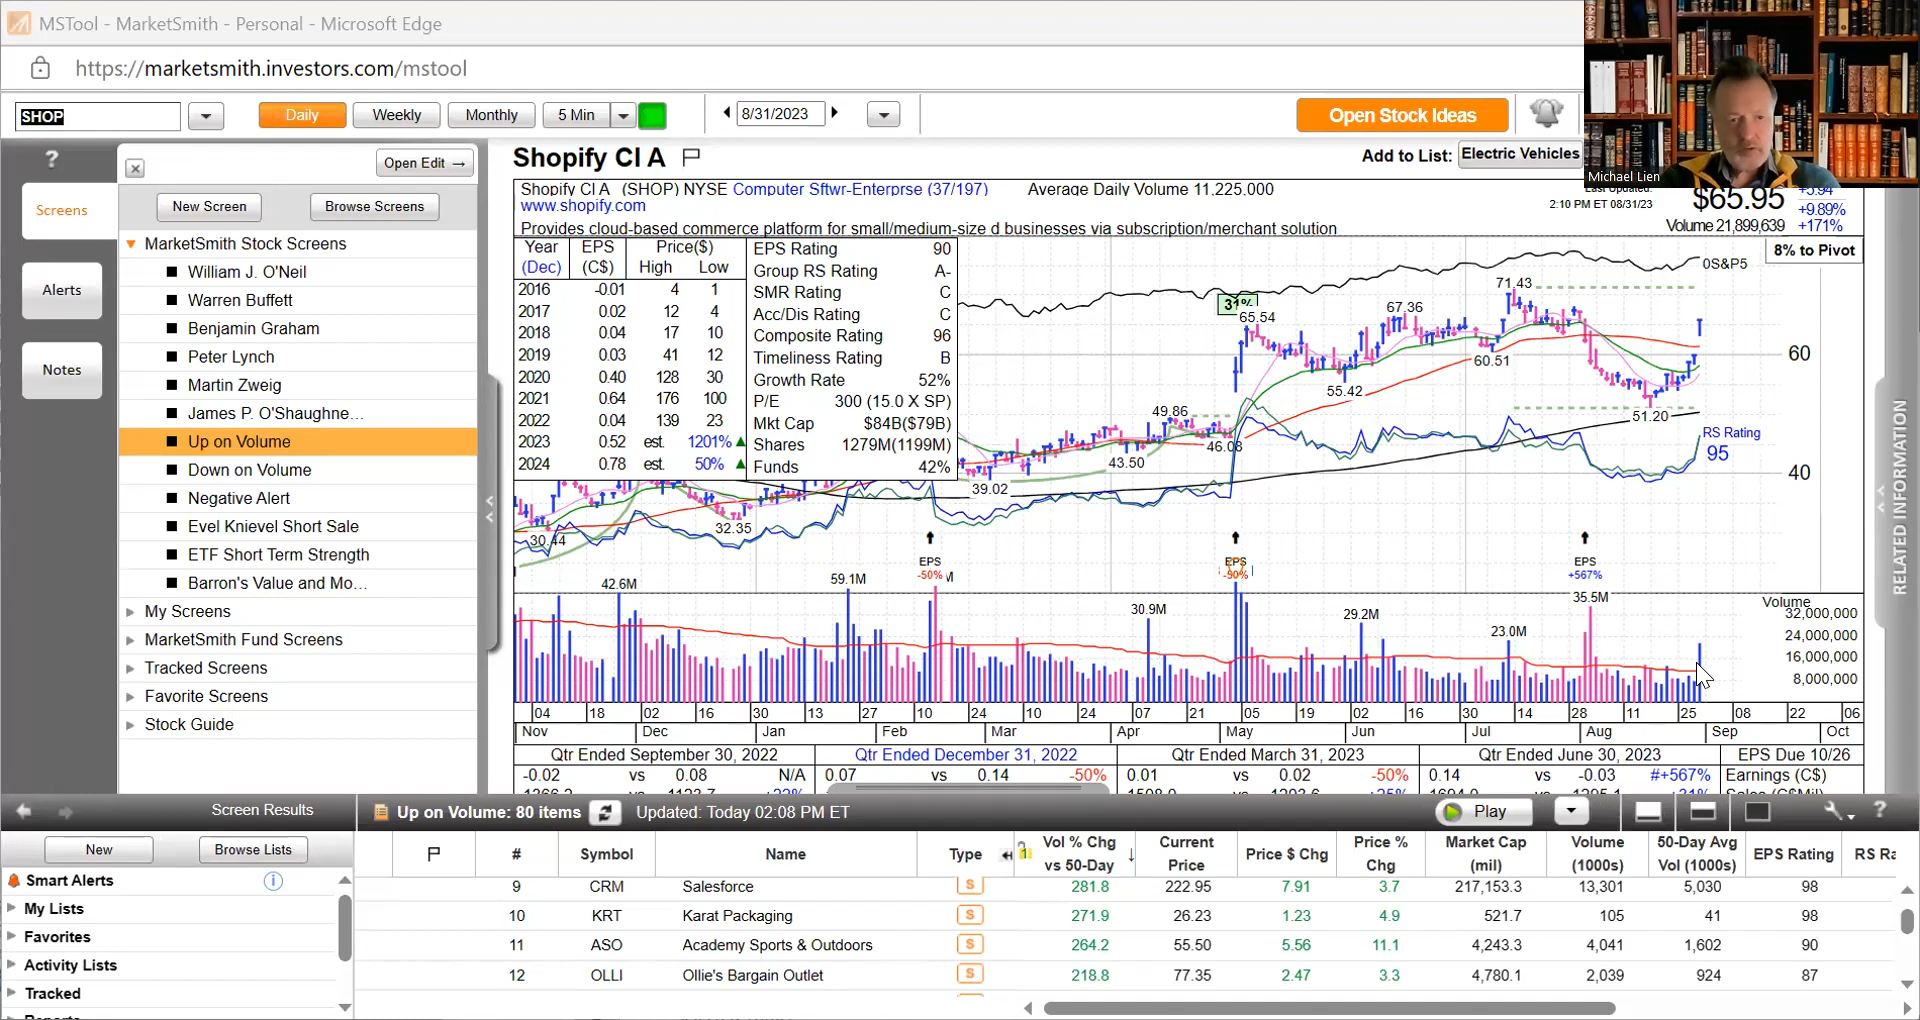 MSTool - MarketSmith - Personal - Microsoft Edge
https://marketsmith.investors.com/mstool
SHOP
Daily
Weekly
Monthly
5 Min
8/31/2023
Open Stock Ideas
Michael Lien
?
Screens
Alerts
Notes
Open Edit →
New Screen
Browse Screens
MarketSmith Stock Screens
William J. O'Neil
Warren Buffett
Benjamin Graham
Peter Lynch
Martin Zweig
James P. O'Shaughne…
Up on Volume
Down on Volume
Negative Alert
Evel Knievel Short Sale
ETF Short Term Strength
Barron's Value and Mo…
My Screens
MarketSmith Fund Screens
Tracked Screens
Favorite Screens
Stock Guide
Shopify Cl A
Add to List: Electric Vehicles
Shopify Cl A (SHOP) NYSE Computer Sftwr-Enterprse (37/197) Average Daily Volume 11,225,000
www.shopify.com
Provides cloud-based commerce platform for small/medium-size d businesses via subscription/merchant solution
Last Updated:
2:10 PM ET 08/31/23
$65.95
+5.94
+9.89%
Volume 21,899,639 +171%
8% to Pivot
Year EPS Price($)
(Dec) (C$) High Low
2016 -0.01 4 1
2017 0.02 12 4
2018 0.04 17 10
2019 0.03 41 12
2020 0.40 128 30
2021 0.64 176 100
2022 0.04 139 23
2023 0.52 est. 1201%
2024 0.78 est. 50%
EPS Rating 90
Group RS Rating A-
SMR Rating C
Acc/Dis Rating C
Composite Rating 96
Timeliness Rating B
Growth Rate 52%
P/E 300 (15.0 X SP)
Mkt Cap $84B($79B)
Shares 1279M(1199M)
Funds 42%
0S&P5
31%
65.54
67.36
71.43
60.51
55.42
51.20
49.86
46.08
43.50
39.02
32.35
30.44
60
40
RS Rating
95
EPS
-50%
M
EPS
-90%
EPS
+567%
42.6M
59.1M
30.9M
29.2M
23.0M
35.5M
Volume
32,000,000
24,000,000
16,000,000
8,000,000
04 18 02 16 30 13 27 10 24 10 24 07 21 05 19 02 16 30 14 28 11 25 08 22 06
Nov Dec Jan Feb Mar Apr May Jun Jul Aug Sep Oct
Qtr Ended September 30, 2022 Qtr Ended December 31, 2022 Qtr Ended March 31, 2023 Qtr Ended June 30, 2023 EPS Due 10/26
-0.02 vs 0.08 N/A 0.07 vs 0.14 -50% 0.01 vs 0.02 -50% 0.14 vs -0.03 #+567% Earnings (C$)
RELATED INFORMATION
Screen Results
Up on Volume: 80 items
Updated: Today 02:08 PM ET
Play
?
New
Browse Lists
Smart Alerts
My Lists
Favorites
Activity Lists
Tracked
# Symbol Name Type Vol % Chg vs 50-Day Current Price Price $ Chg Price % Chg Market Cap (mil) Volume (1000s) 50-Day Avg Vol (1000s) EPS Rating RS Ra
9 CRM Salesforce S 281.8 222.95 7.91 3.7 217,153.3 13,301 5,030 98
10 KRT Karat Packaging S 271.9 26.23 1.23 4.9 521.7 105 41 98
11 ASO Academy Sports & Outdoors S 264.2 55.50 5.56 11.1 4,243.3 4,041 1,602 90
12 OLLI Ollie's Bargain Outlet S 218.8 77.35 2.47 3.3 4,780.1 2,039 924 87